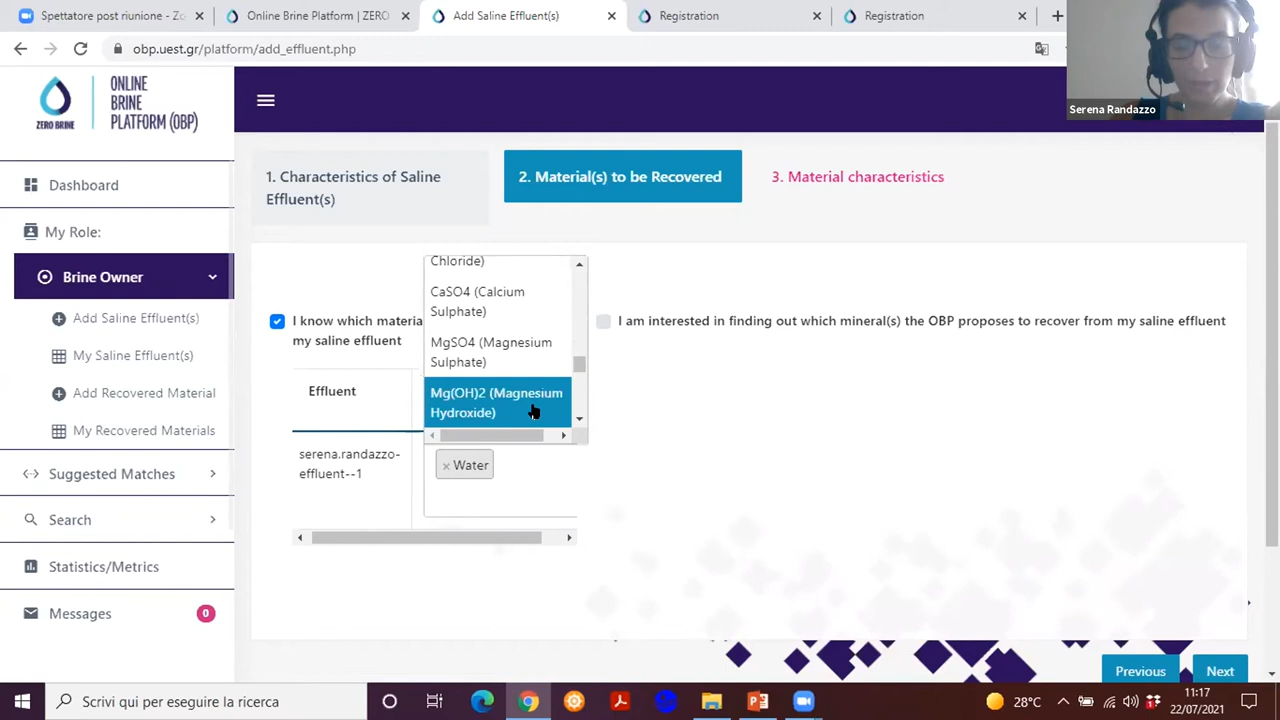 Spettatore post riunione - Zo
Online Brine Platform | ZERO
Add Saline Effluent(s)
Registration
Registration
obp.uest.gr/platform/add_effluent.php
Serena Randazzo
ZERO BRINE
ONLINE
BRINE
PLATFORM (OBP)
Dashboard
My Role:
Brine Owner
Add Saline Effluent(s)
My Saline Effluent(s)
Add Recovered Material
My Recovered Materials
Suggested Matches
Search
Statistics/Metrics
Messages
0
1. Characteristics of Saline
Effluent(s)
2. Material(s) to be Recovered
3. Material characteristics
I know which materia
my saline effluent
I am interested in finding out which mineral(s) the OBP proposes to recover from my saline effluent
Chloride)
CaSO4 (Calcium
Sulphate)
MgSO4 (Magnesium
Sulphate)
Mg(OH)2 (Magnesium
Hydroxide)
Effluent
serena.randazzo-
effluent--1
× Water
Previous
Next
Scrivi qui per eseguire la ricerca
28°C
11:17
22/07/2021